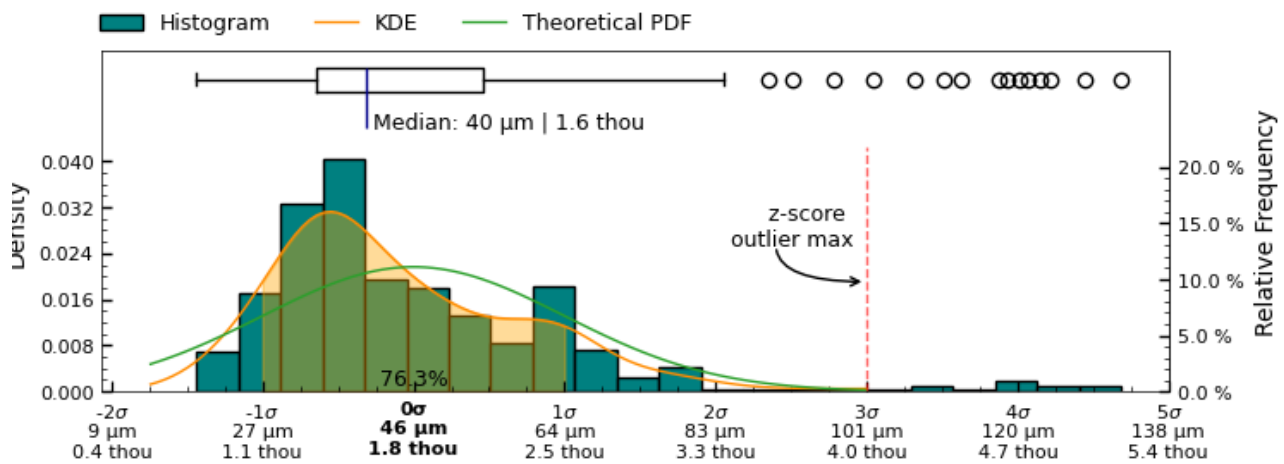 Histogram KDE Theoretical PDF
Median: 40 µm | 1.6 thou
Density
0.040
0.032
0.024
0.016
0.008
0.000
z-score
outlier max
76.3%
20.0 %
15.0 %
10.0 %
5.0 %
0.0 %
Relative Frequency
-2σ -1σ 0σ 1σ 2σ 3σ 4σ 5σ
9 µm 27 µm 46 µm 64 µm 83 µm 101 µm 120 µm 138 µm
0.4 thou 1.1 thou 1.8 thou 2.5 thou 3.3 thou 4.0 thou 4.7 thou 5.4 thou